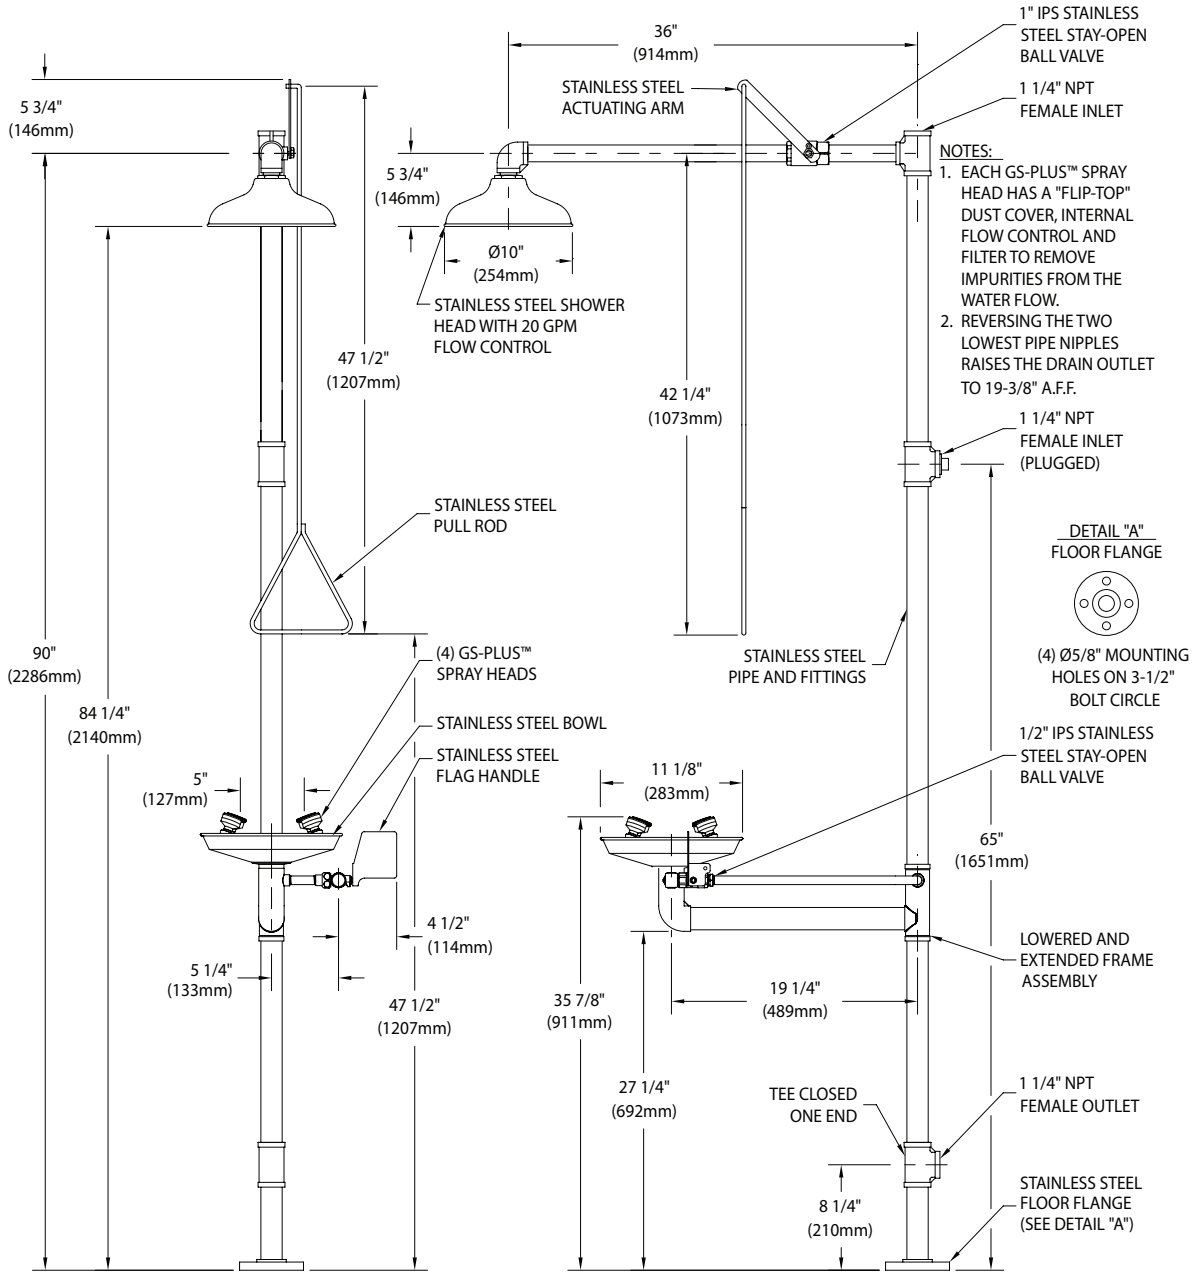 1" IPS STAINLESS
STEEL STAY-OPEN
BALL VALVE
36"
(914mm)
STAINLESS STEEL
ACTUATING ARM
1 1/4" NPT
FEMALE INLET
5 3/4"
(146mm)
5 3/4"
(146mm)
NOTES:
1. EACH GS-PLUS™ SPRAY
HEAD HAS A "FLIP-TOP"
DUST COVER, INTERNAL
FLOW CONTROL AND
FILTER TO REMOVE
IMPURITIES FROM THE
WATER FLOW.
2. REVERSING THE TWO
LOWEST PIPE NIPPLES
RAISES THE DRAIN OUTLET
TO 19-3/8" A.F.F.
Ø10"
(254mm)
STAINLESS STEEL SHOWER
HEAD WITH 20 GPM
FLOW CONTROL
47 1/2"
(1207mm)
42 1/4"
(1073mm)
1 1/4" NPT
FEMALE INLET
(PLUGGED)
STAINLESS STEEL
PULL ROD
DETAIL "A"
FLOOR FLANGE
(4) Ø5/8" MOUNTING
HOLES ON 3-1/2"
BOLT CIRCLE
90"
(2286mm)
(4) GS-PLUS™
SPRAY HEADS
STAINLESS STEEL
PIPE AND FITTINGS
84 1/4"
(2140mm)
STAINLESS STEEL BOWL
STAINLESS STEEL
FLAG HANDLE
1/2" IPS STAINLESS
STEEL STAY-OPEN
BALL VALVE
5"
(127mm)
11 1/8"
(283mm)
65"
(1651mm)
4 1/2"
(114mm)
5 1/4"
(133mm)
LOWERED AND
EXTENDED FRAME
ASSEMBLY
47 1/2"
(1207mm)
35 7/8"
(911mm)
19 1/4"
(489mm)
27 1/4"
(692mm)
TEE CLOSED
ONE END
1 1/4" NPT
FEMALE OUTLET
8 1/4"
(210mm)
STAINLESS STEEL
FLOOR FLANGE
(SEE DETAIL "A")